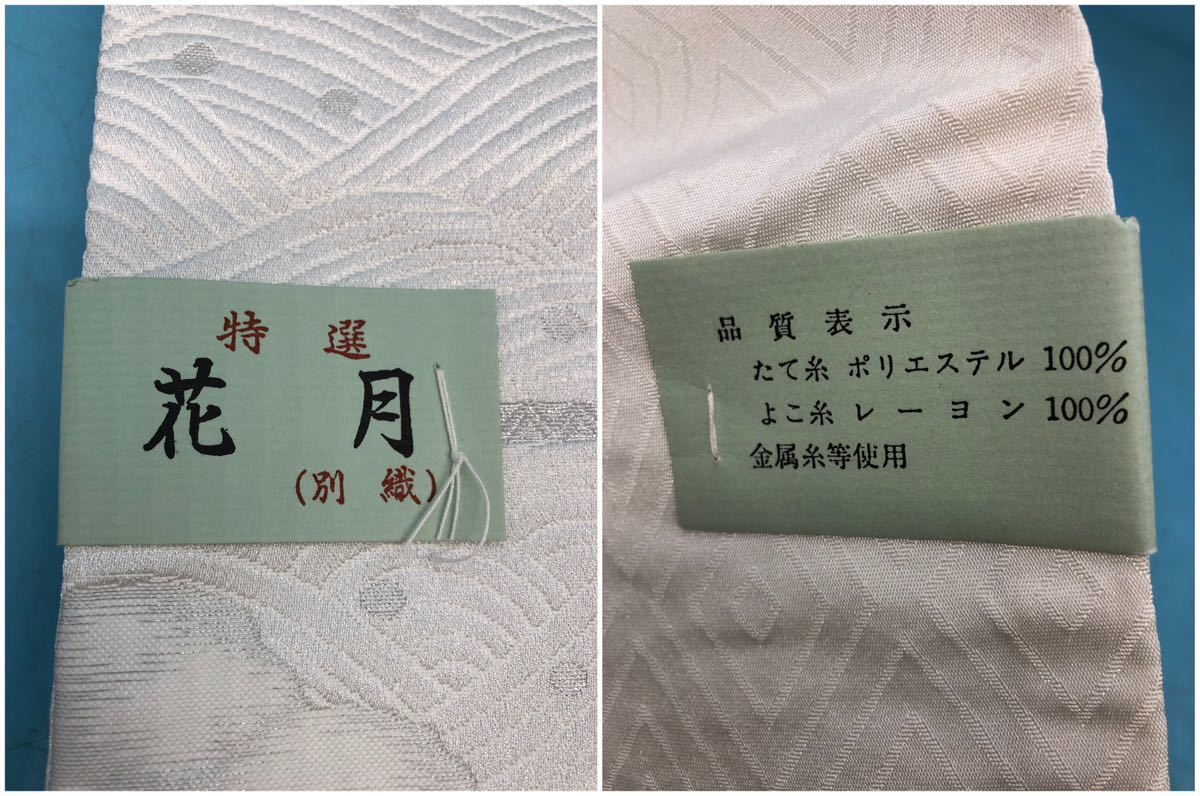 特 選
花 月
(別 織)
品 質 表 示
たて糸 ポリエステル 100%
よこ糸 レーヨン 100%
金属糸等使用